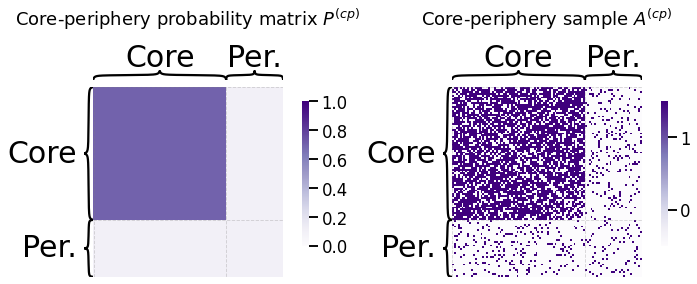 Core-periphery probability matrix P^(cp)
Core Per.
Core
Per.
1.0
0.8
0.6
0.4
0.2
0.0
Core-periphery sample A^(cp)
Core Per.
Core
Per.
1
0